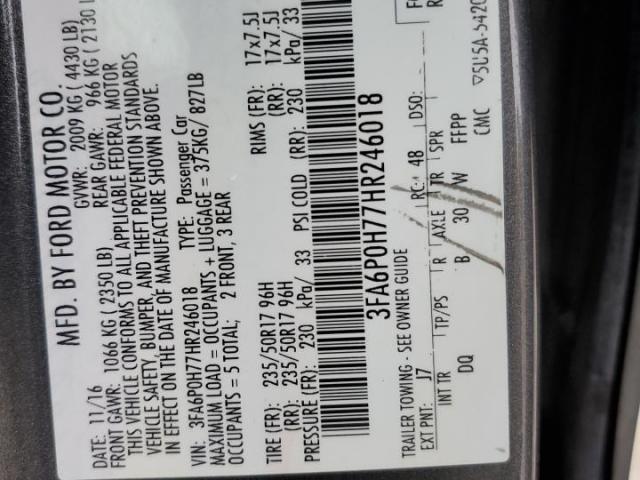 MFD. BY FORD MOTOR CO.
DATE: 11/16 GVWR: 2009 KG ( 4430 LB)
FRONT GAWR: 1066 KG ( 2350 LB) REAR GAWR: 966 KG ( 2130
THIS VEHICLE CONFORMS TO ALL APPLICABLE FEDERAL MOTOR
VEHICLE SAFETY, BUMPER, AND THEFT PREVENTION STANDARDS
IN EFFECT ON THE DATE OF MANUFACTURE SHOWN ABOVE.
VIN: 3FA6P0H77HR246018 TYPE: Passenger Car
MAXIMUM LOAD = OCCUPANTS + LUGGAGE = 375KG/ 827LB
OCCUPANTS = 5 TOTAL; 2 FRONT, 3 REAR
TIRE (FR): 235/50R17 96H RIMS (FR): 17x7.5J
(RR): 235/50R17 96H (RR): 17x7.5J
PRESSURE (FR): 230 kPa/ 33 PSI COLD (RR): 230 kPa/ 33
3FA6P0H77HR246018
TRAILER TOWING - SEE OWNER GUIDE
EXT PNT: J7 RC: 48 DSO:
INT TR TP/PS R AXLE TR SPR
DQ B 30 W FFPP
CMC